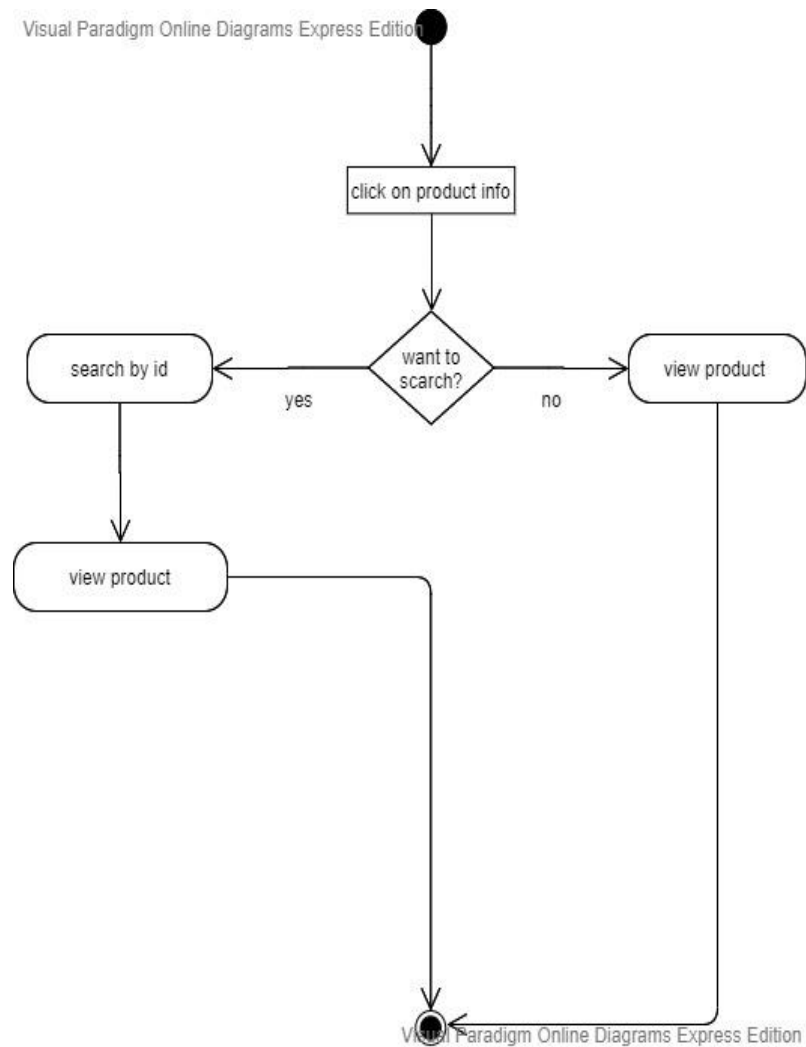 Visual Paradigm Online Diagrams Express Edition
click on product info
want to
scarch?
search by id
view product
yes
no
view product
Visual Paradigm Online Diagrams Express Edition